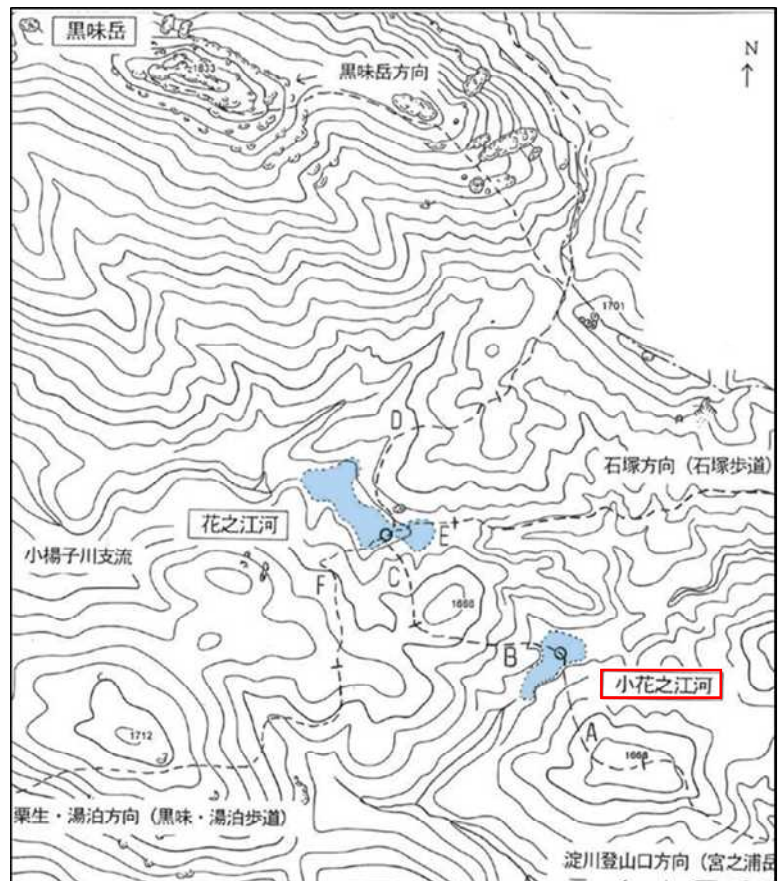 黒味岳
1833
黒味岳方向
N
1701
D
石塚方向(石塚歩道)
花之江河
E
小楊子川支流
F
C
1668
B
小花之江河
A
1668
1712
栗生・湯泊方向(黒味・湯泊歩道)
淀川登山口方向(宮之浦岳